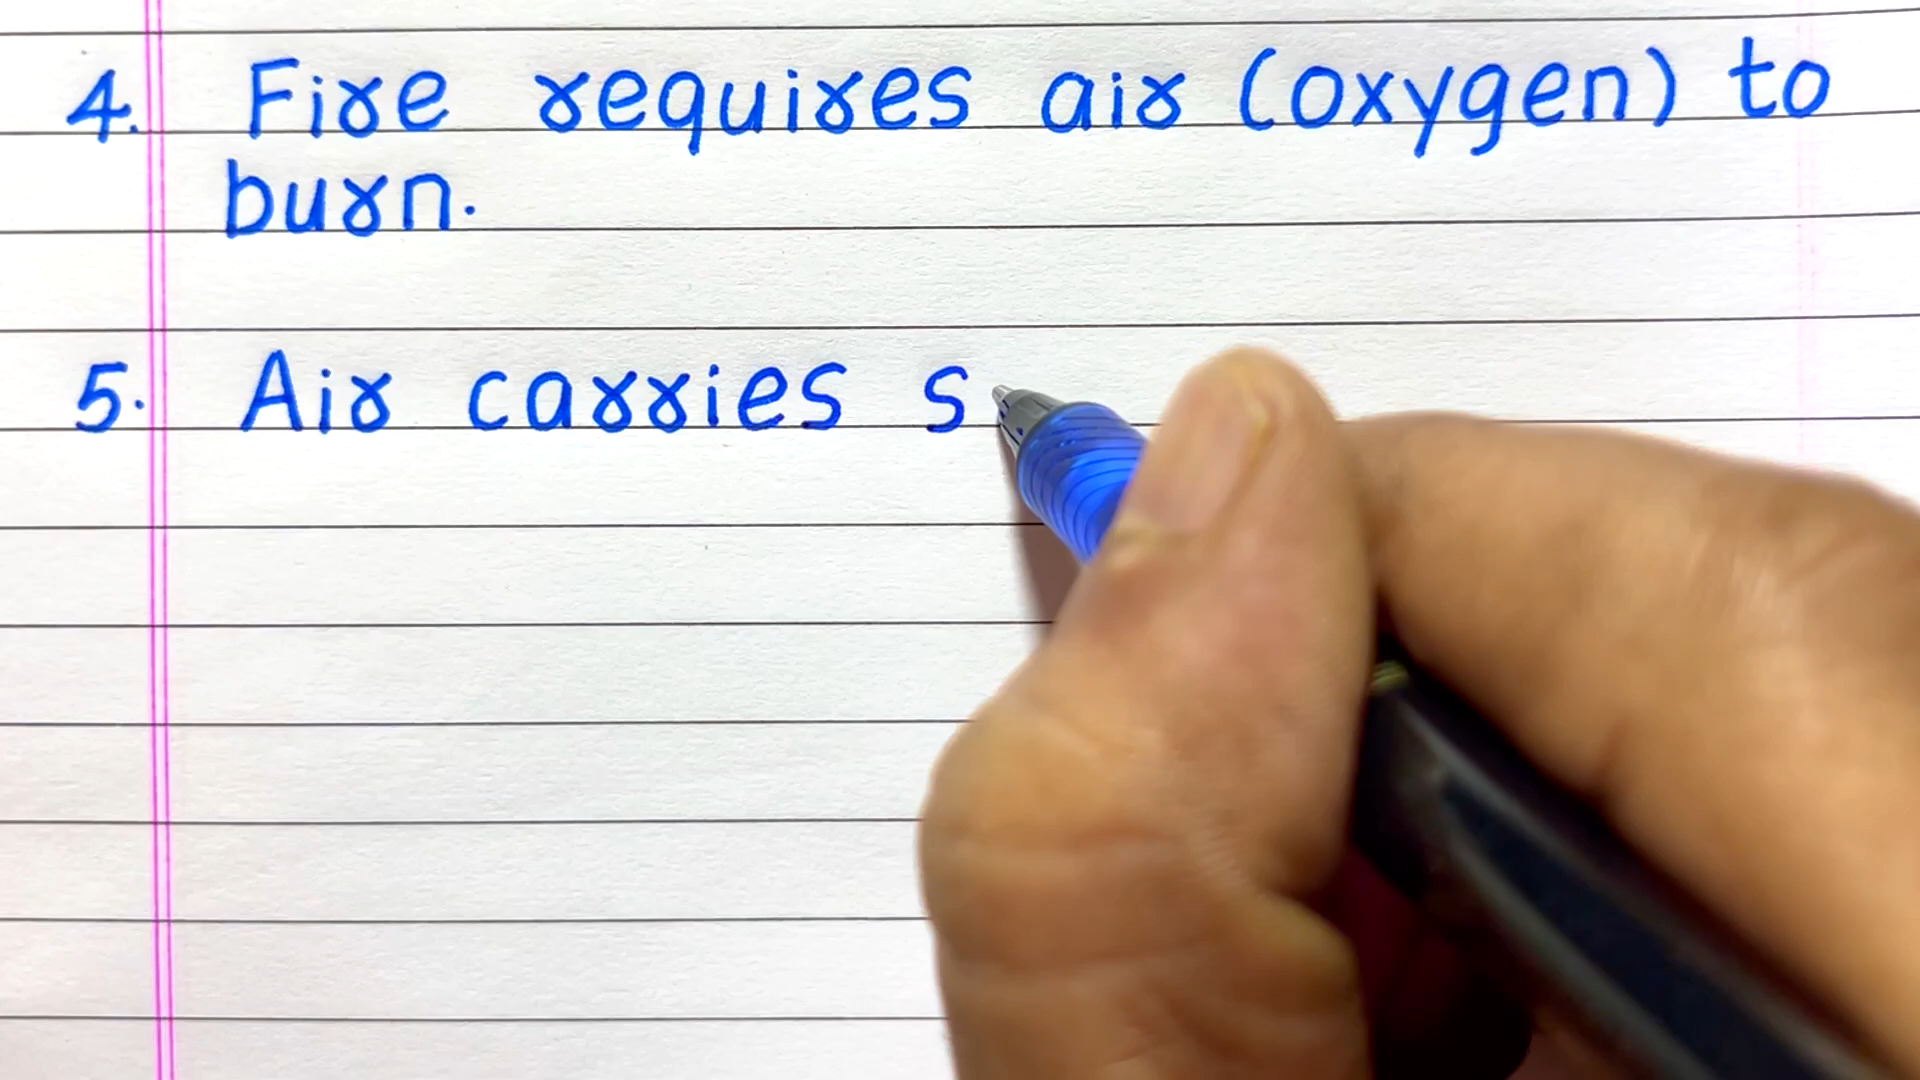 4. Fire requires air (oxygen) to
burn.
5. Air carries s